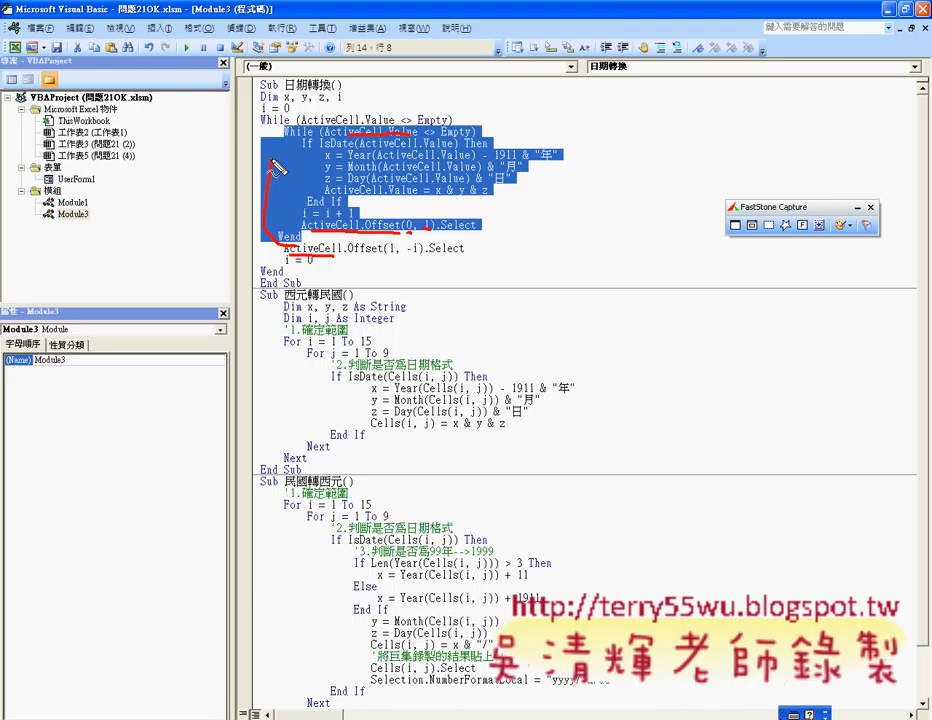 Microsoft Visual Basic - 問題21OK.xlsm - [Module3 (程式碼)]
檔案(F) 編輯(E) 檢視(V) 插入(I) 格式(O) 偵錯(D) 執行(R) 工具(T) 增益集(A) 視窗(W) 說明(H)
鍵入需要解答的問題
列 14，行 8
專案 - VBAProject
(一般)
日期轉換
VBAProject (問題21OK.xlsm)
Microsoft Excel 物件
ThisWorkbook
工作表2 (工作表1)
工作表3 (問題21 (2))
工作表5 (問題21 (4))
表單
UserForm1
模組
Module1
Module3
屬性 - Module3
Module3 Module
字母順序 性質分類
(Name) Module3
Sub 日期轉換()
Dim x, y, z, i
i = 0
While (ActiveCell.Value <> Empty)
While (ActiveCell.Value <> Empty)
If IsDate(ActiveCell.Value) Then
x = Year(ActiveCell.Value) - 1911 & "年"
y = Month(ActiveCell.Value) & "月"
z = Day(ActiveCell.Value) & "日"
ActiveCell.Value = x & y & z
End If
i = i + 1
ActiveCell.Offset(0, 1).Select
Wend
ActiveCell.Offset(1, -i).Select
i = 0
Wend
End Sub
Sub 西元轉民國()
Dim x, y, z As String
Dim i, j As Integer
'1.確定範圍
For i = 1 To 15
For j = 1 To 9
'2.判斷是否為日期格式
If IsDate(Cells(i, j)) Then
x = Year(Cells(i, j)) - 1911 & "年"
y = Month(Cells(i, j)) & "月"
z = Day(Cells(i, j)) & "日"
Cells(i, j) = x & y & z
End If
Next
Next
End Sub
Sub 民國轉西元()
'1.確定範圍
For i = 1 To 15
For j = 1 To 9
'2.判斷是否為日期格式
If IsDate(Cells(i, j)) Then
'3.判斷是否為99年-->1999
If Len(Year(Cells(i, j))) > 3 Then
x = Year(Cells(i, j)) + 11
Else
x = Year(Cells(i, j)) + 1911
End If
y = Month(Cells(i, j))
z = Day(Cells(i, j))
Cells(i, j) = x & "/"
'將巨集錄製的結果貼上
Cells(i, j).Select
Selection.NumberFormatLocal = "yyyy
End If
Next
FastStone Capture
http://terry55wu.blogspot.tw
吳清輝老師錄製